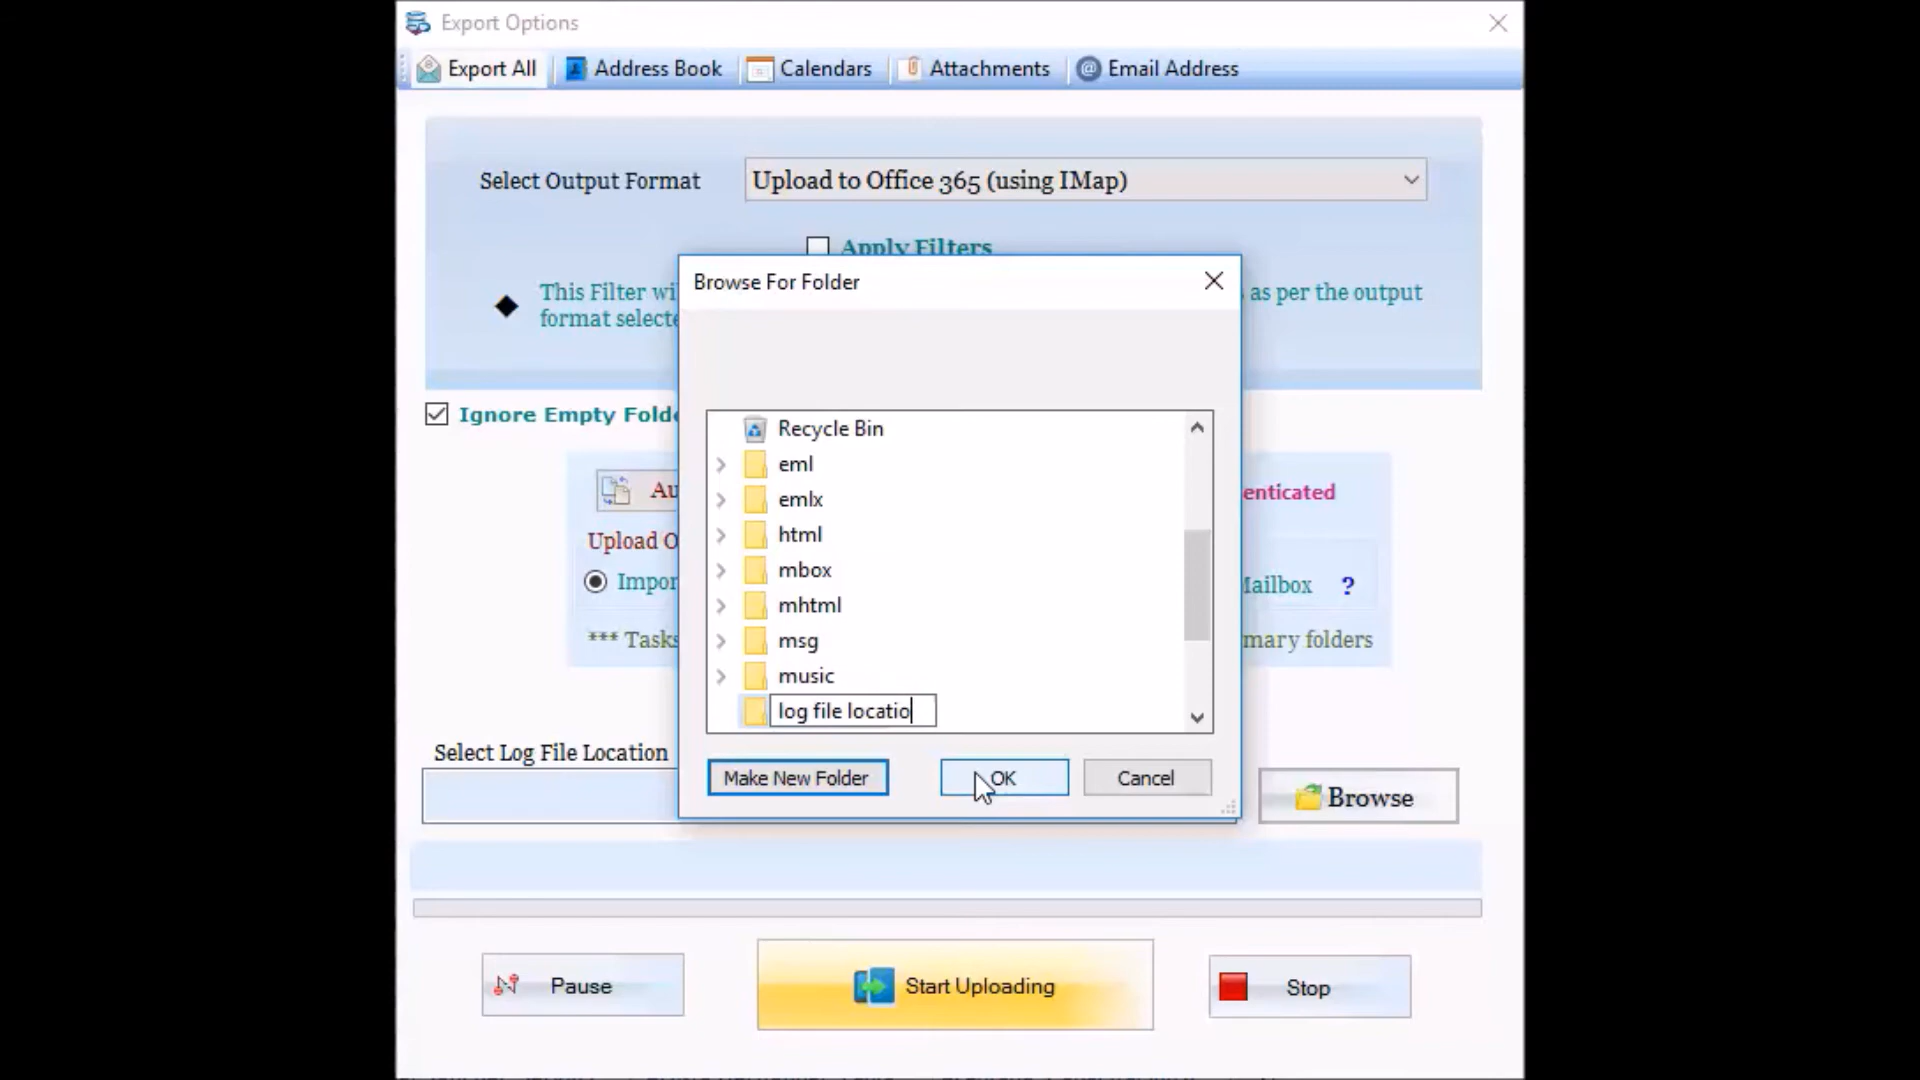 Export Options
Export All
Address Book
Calendars
Attachments
Email Address
Select Output Format
Upload to Office 365 (using IMap)
Apply Filters
This Filter wi
as per the output
format selecte
Browse For Folder
Ignore Empty Folde
Recycle Bin
eml
emlx
html
mbox
mhtml
msg
music
log file locatio
Au
enticated
Upload O
Impor
Mailbox ?
*** Tasks
mary folders
Make New Folder
OK
Cancel
Select Log File Location
Browse
Pause
Start Uploading
Stop